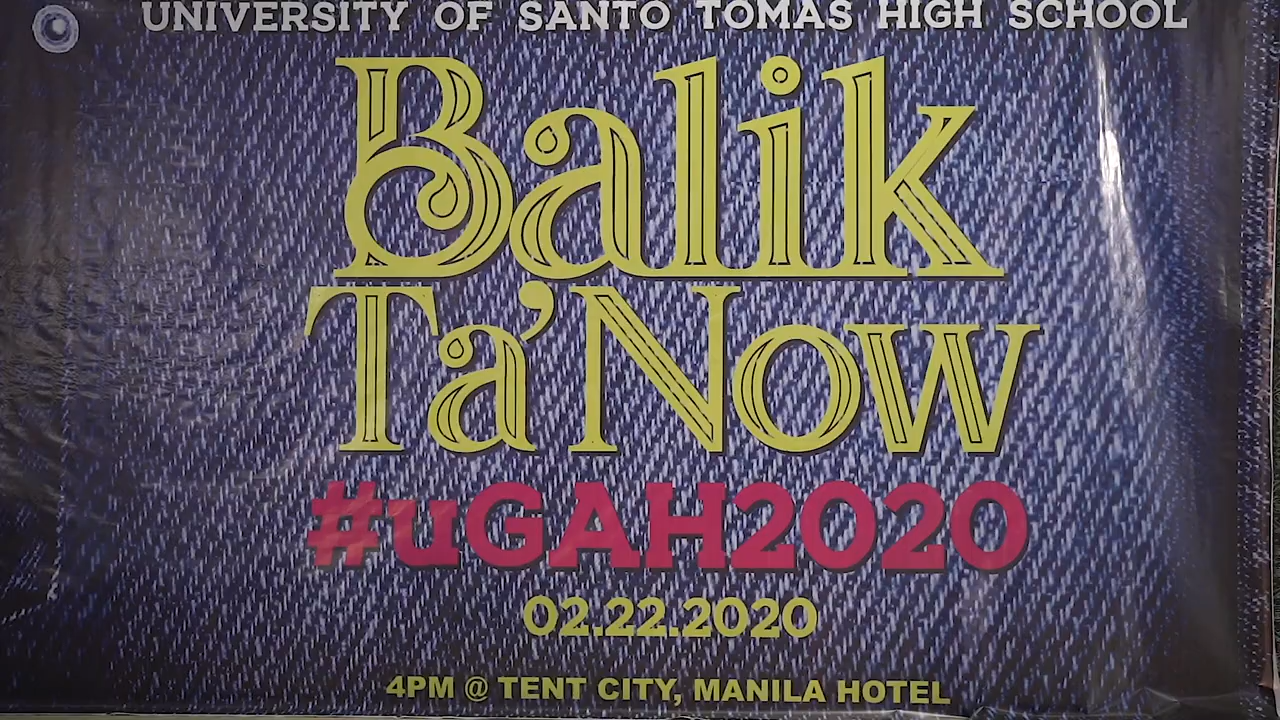 UNIVERSITY OF SANTO TOMAS HIGH SCHOOL
Balik
Ta'Now
#uGAH2020
02.22.2020
4PM @ TENT CITY, MANILA HOTEL